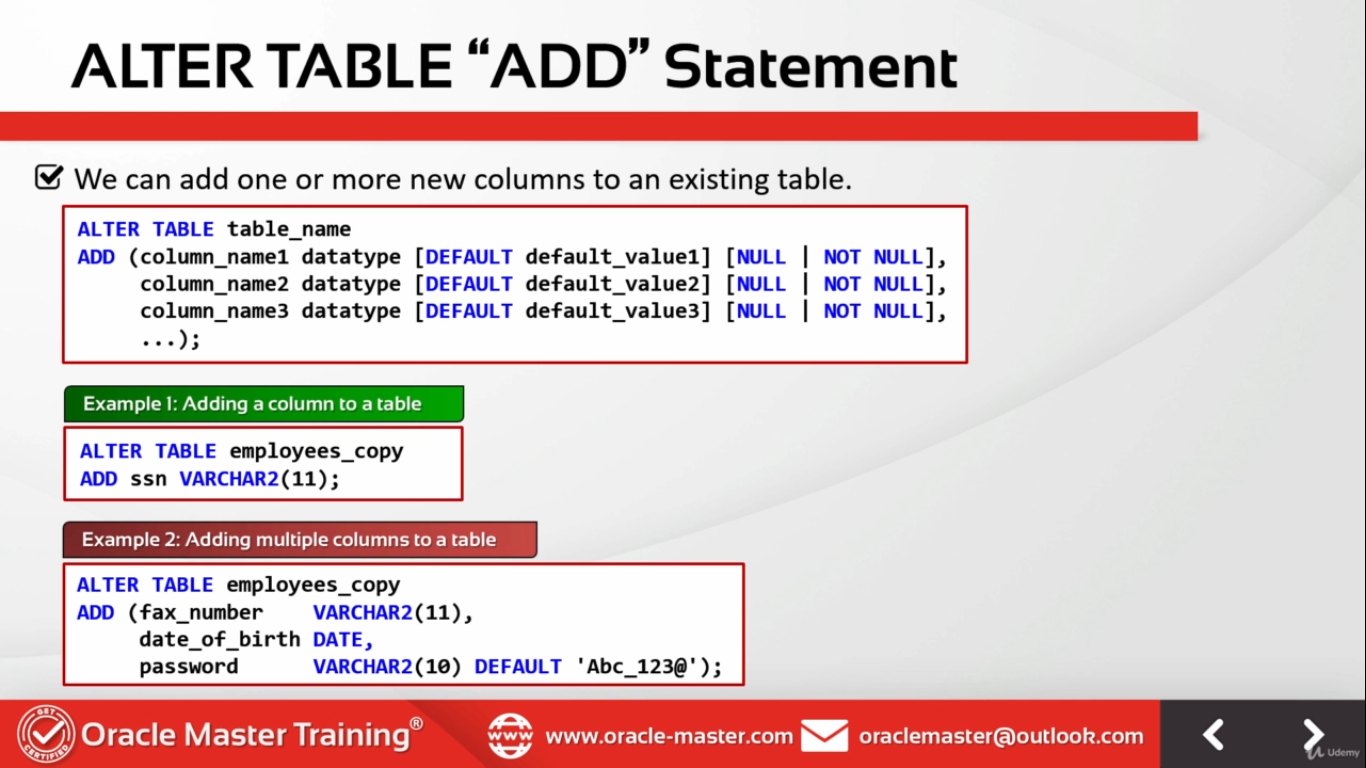 ALTER TABLE “ADD” Statement
We can add one or more new columns to an existing table.
ALTER TABLE table_name
ADD (column_name1 datatype [DEFAULT default_value1] [NULL | NOT NULL],
column_name2 datatype [DEFAULT default_value2] [NULL | NOT NULL],
column_name3 datatype [DEFAULT default_value3] [NULL | NOT NULL],
...);
Example 1: Adding a column to a table
ALTER TABLE employees_copy
ADD ssn VARCHAR2(11);
Example 2: Adding multiple columns to a table
ALTER TABLE employees_copy
ADD (fax_number VARCHAR2(11),
date_of_birth DATE,
password VARCHAR2(10) DEFAULT 'Abc_123@');
GET CERTIFIED
Oracle Master Training®
www
www.oracle-master.com
oraclemaster@outlook.com
Udemy